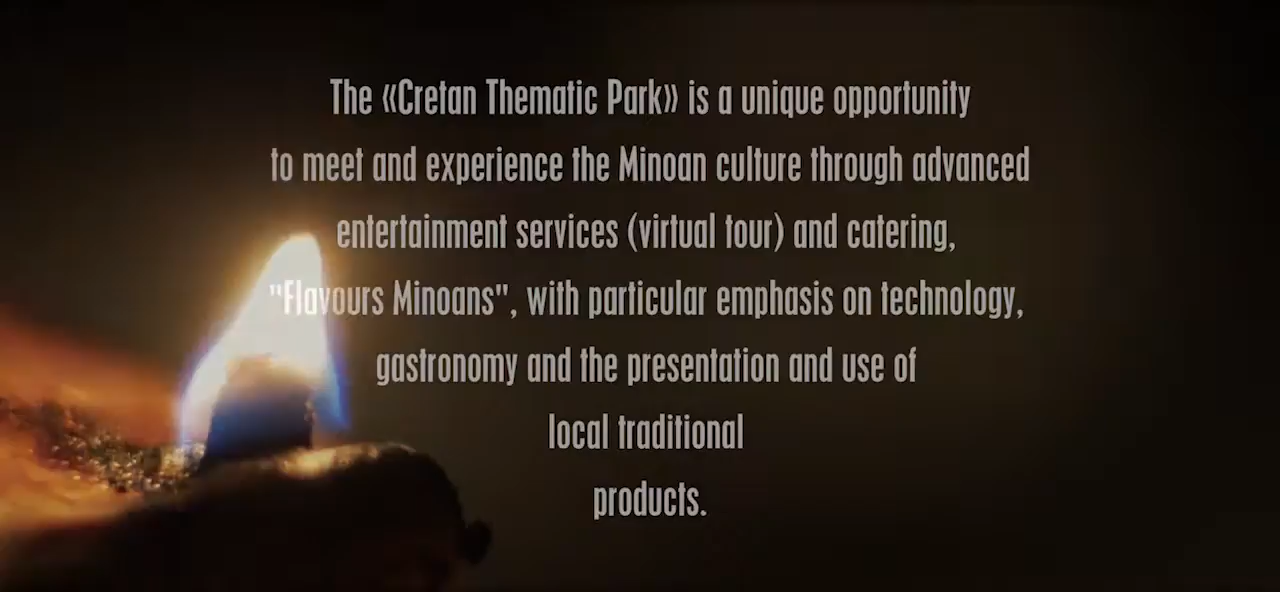 The «Cretan Thematic Park» is a unique opportunity
to meet and experience the Minoan culture through advanced
entertainment services (virtual tour) and catering,
"Flavours Minoans", with particular emphasis on technology,
gastronomy and the presentation and use of
local traditional
products.